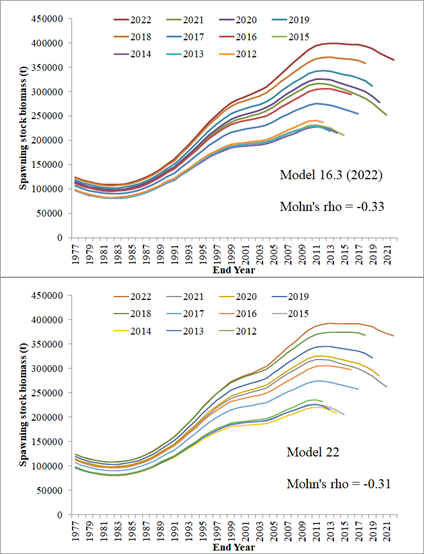 450000
2022 2021 2020 2019
400000
2018 2017 2016 2015
350000
2014 2013 2012
300000
250000
200000
150000
Model 16.3 (2022)
100000
Mohn's rho = -0.33
50000
0
Spawning stock biomass (t)
1977 1979 1981 1983 1985 1987 1989 1991 1993 1995 1997 1999 2001 2003 2005 2007 2009 2011 2013 2015 2017 2019 2021
End Year
450000
2022 2021 2020 2019
400000
2018 2017 2016 2015
350000
2014 2013 2012
300000
250000
200000
150000
Model 22
100000
Mohn's rho = -0.31
50000
0
Spawning stock biomass (t)
1977 1979 1981 1983 1985 1987 1989 1991 1993 1995 1997 1999 2001 2003 2005 2007 2009 2011 2013 2015 2017 2019 2021
End Year